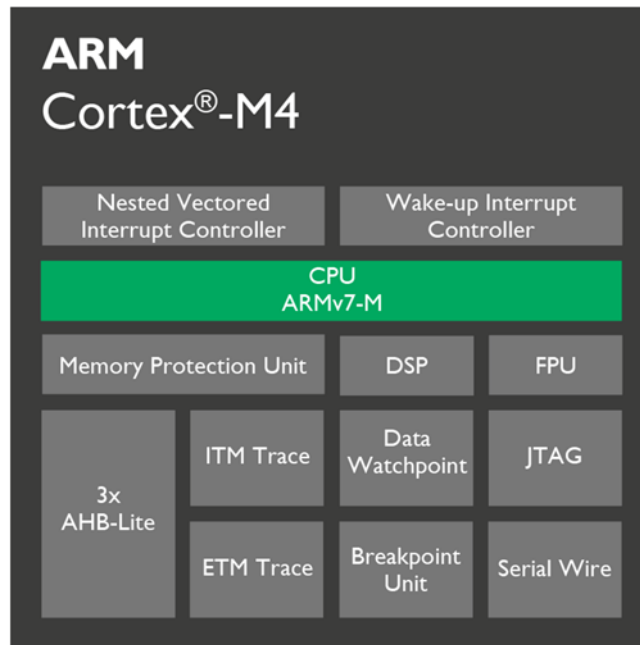 ARM
Cortex®-M4
Nested Vectored
Interrupt Controller
Wake-up Interrupt
Controller
CPU
ARMv7-M
Memory Protection Unit
DSP
FPU
3x
AHB-Lite
ITM Trace
Data
Watchpoint
JTAG
ETM Trace
Breakpoint
Unit
Serial Wire